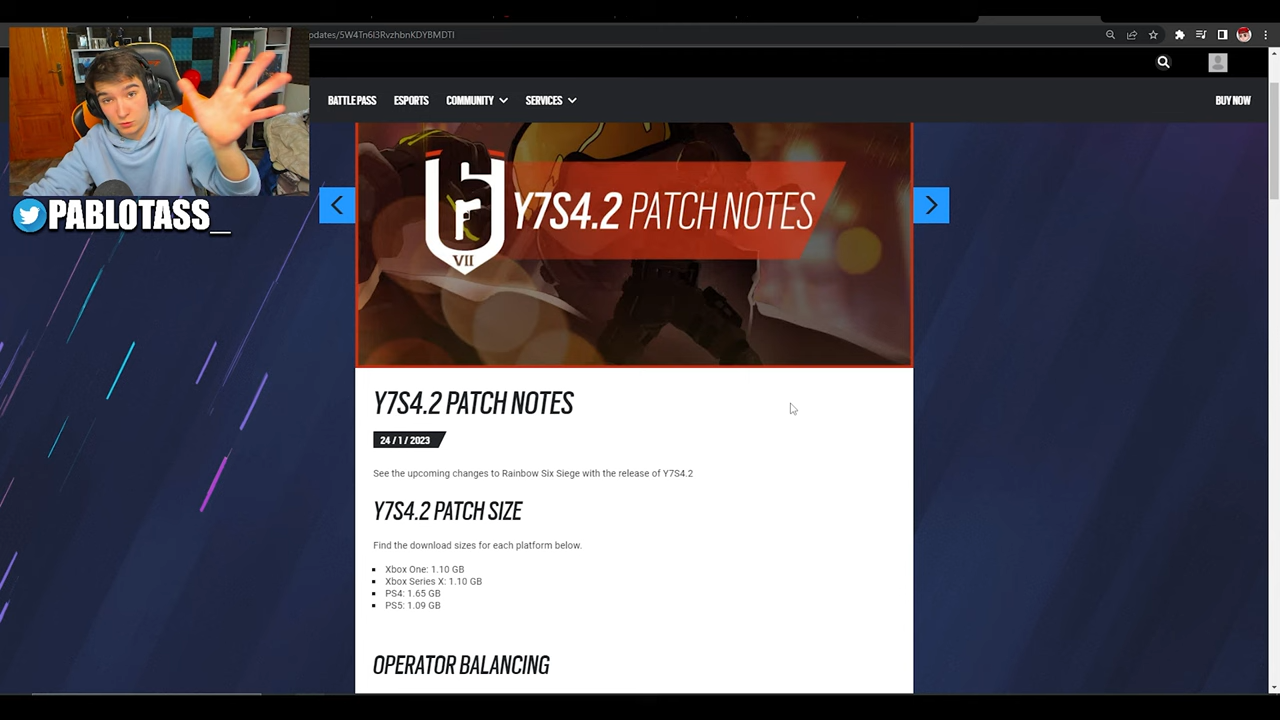 pdates/5W4Tn6I3RvzhbnKDYBMDTI
BATTLE PASS ESPORTS COMMUNITY SERVICES BUY NOW
PABLOTASS_
VII
Y7S4.2 PATCH NOTES
Y7S4.2 PATCH NOTES
24 / 1 / 2023
See the upcoming changes to Rainbow Six Siege with the release of Y7S4.2
Y7S4.2 PATCH SIZE
Find the download sizes for each platform below.
Xbox One: 1.10 GB
Xbox Series X: 1.10 GB
PS4: 1.65 GB
PS5: 1.09 GB
OPERATOR BALANCING